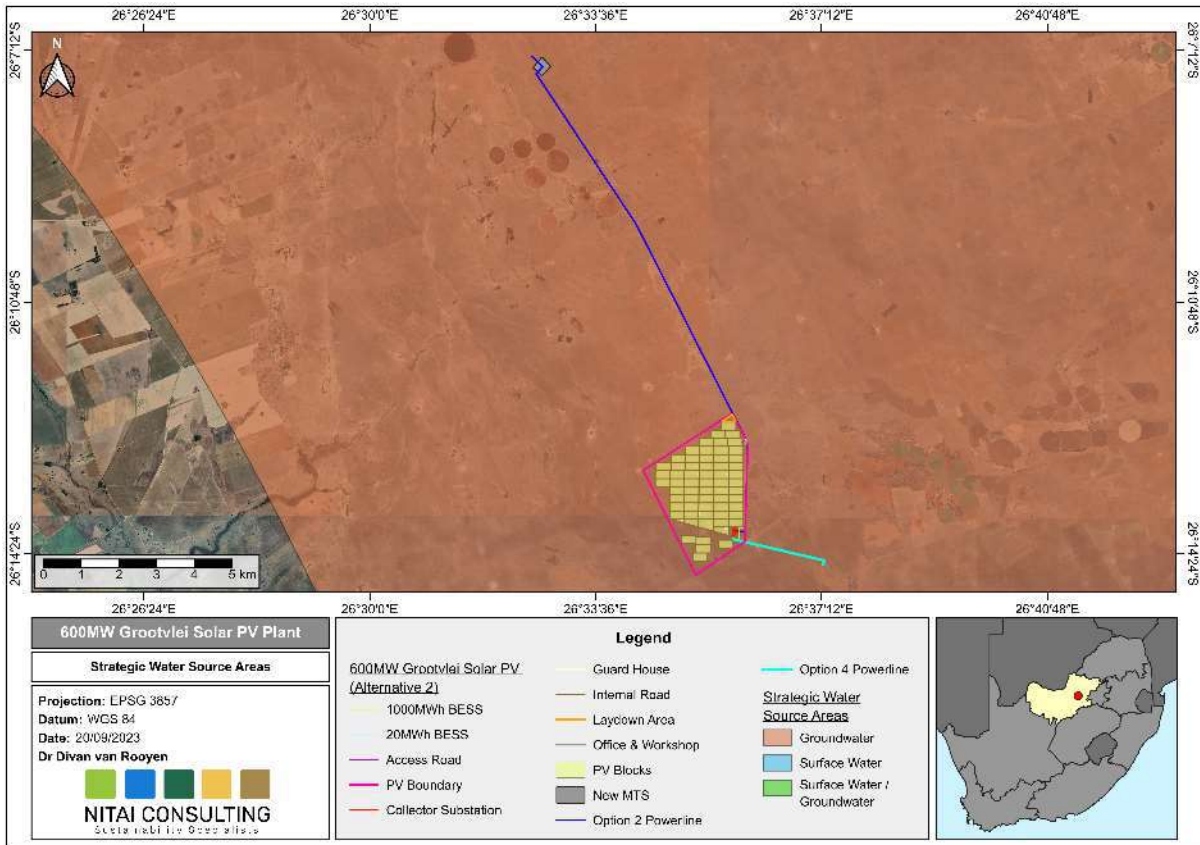 26°26'24"E 26°30'0"E 26°33'36"E 26°37'12"E 26°40'48"E
26°7'12"S 26°7'12"S
N
26°10'48"S 26°10'48"S
26°14'24"S 26°14'24"S
0 1 2 3 4 5 km
26°26'24"E 26°30'0"E 26°33'36"E 26°37'12"E 26°40'48"E
600MW Grootvlei Solar PV Plant
Strategic Water Source Areas
Projection: EPSG 3857
Datum: WGS 84
Date: 20/09/2023
Dr Divan van Rooyen
NITAI CONSULTING
Sustainability Specialists
Legend
600MW Grootvlei Solar PV
(Alternative 2)
1000MWh BESS
20MWh BESS
Access Road
PV Boundary
Collector Substation
Guard House
Internal Road
Laydown Area
Office & Workshop
PV Blocks
New MTS
Option 2 Powerline
Option 4 Powerline
Strategic Water
Source Areas
Groundwater
Surface Water
Surface Water /
Groundwater